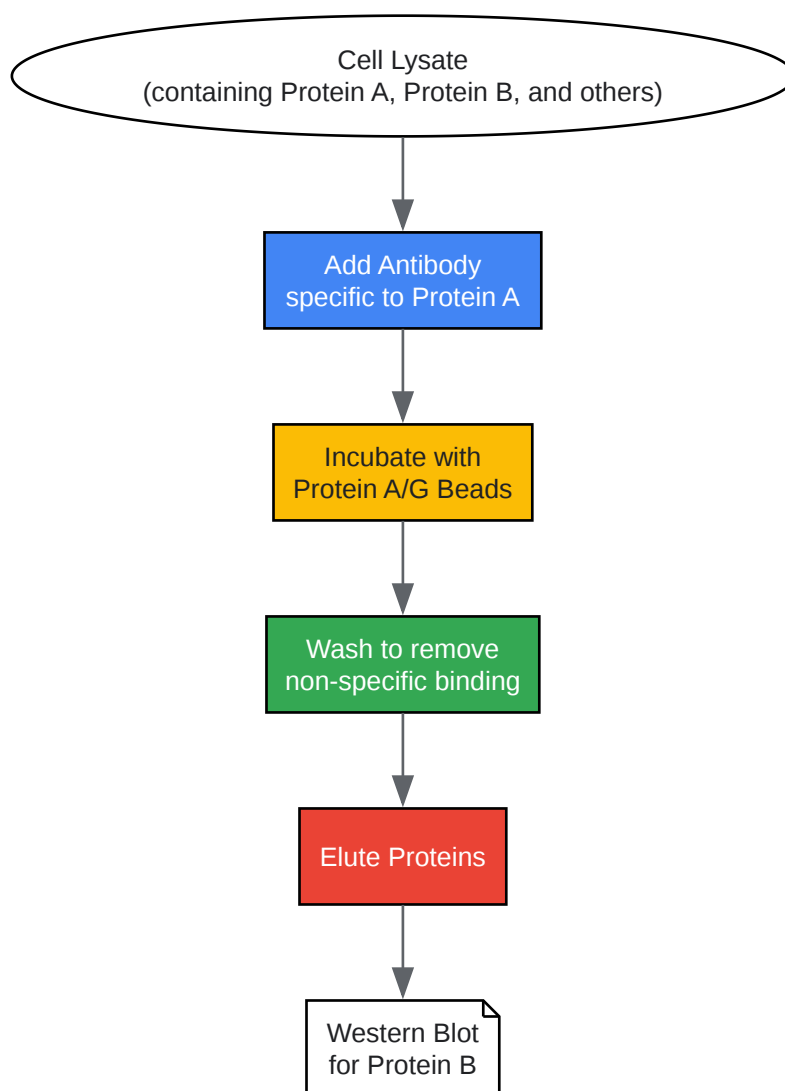 Cell Lysate
(containing Protein A, Protein B, and others)
Add Antibody
specific to Protein A
Incubate with
Protein A/G Beads
Wash to remove
non-specific binding
Elute Proteins
Western Blot
for Protein B